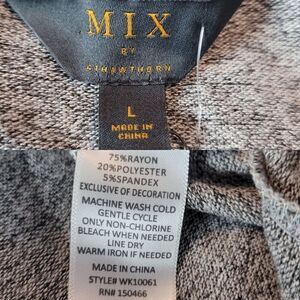 MIX
BY
41HAWTHORN
L
MADE IN
CHINA
75%RAYON
20%POLYESTER
5%SPANDEX
EXCLUSIVE OF DECORATION
MACHINE WASH COLD
GENTLE CYCLE
ONLY NON-CHLORINE
BLEACH WHEN NEEDED
LINE DRY
WARM IRON IF NEEDED
MADE IN CHINA
STYLE# WK10061
RN# 150466